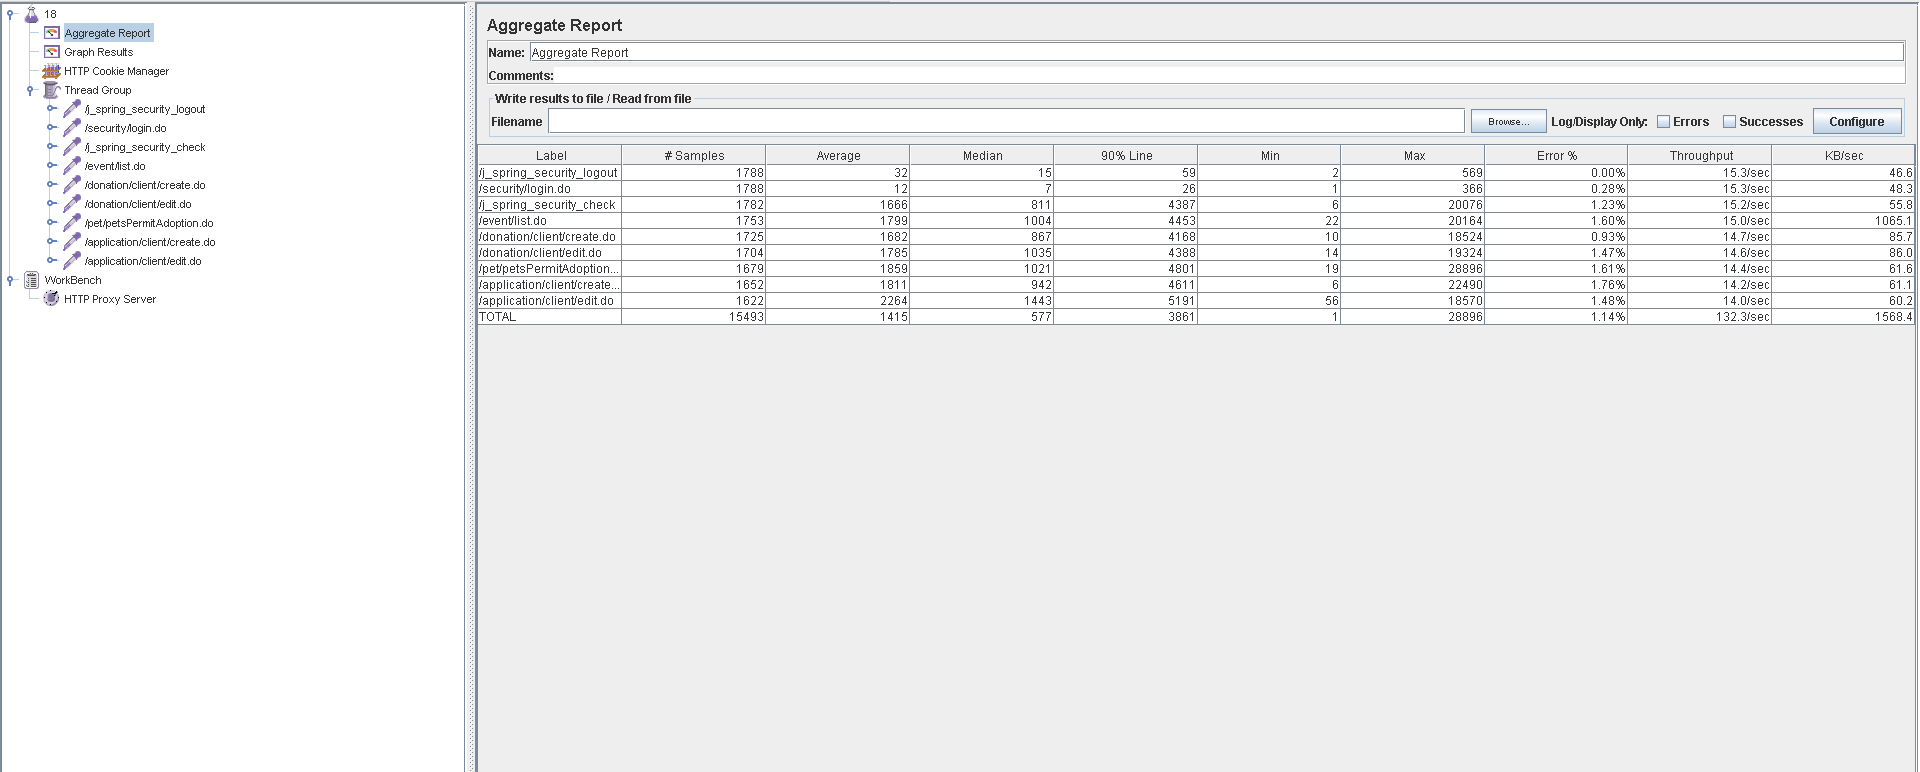 18
Aggregate Report
Graph Results
HTTP Cookie Manager
Thread Group
/j_spring_security_logout
/security/login.do
/j_spring_security_check
/event/list.do
/donation/client/create.do
/donation/client/edit.do
/pet/petsPermitAdoption.do
/application/client/create.do
/application/client/edit.do
WorkBench
HTTP Proxy Server
Aggregate Report
Name: Aggregate Report
Comments:
Write results to file / Read from file
Filename Browse... Log/Display Only: Errors Successes Configure
Label # Samples Average Median 90% Line Min Max Error % Throughput KB/sec
/j_spring_security_logout 1788 32 15 59 2 569 0.00% 15.3/sec 46.6
/security/login.do 1788 12 7 26 1 366 0.28% 15.3/sec 48.3
/j_spring_security_check 1782 1666 811 4387 6 20076 1.23% 15.2/sec 55.8
/event/list.do 1753 1799 1004 4453 22 20164 1.60% 15.0/sec 1065.1
/donation/client/create.do 1725 1682 867 4168 10 18524 0.93% 14.7/sec 85.7
/donation/client/edit.do 1704 1785 1035 4388 14 19324 1.47% 14.6/sec 86.0
/pet/petsPermitAdoption... 1679 1859 1021 4801 19 28896 1.61% 14.4/sec 61.6
/application/client/create... 1652 1811 942 4611 6 22490 1.76% 14.2/sec 61.1
/application/client/edit.do 1622 2264 1443 5191 56 18570 1.48% 14.0/sec 60.2
TOTAL 15493 1415 577 3861 1 28896 1.14% 132.3/sec 1568.4